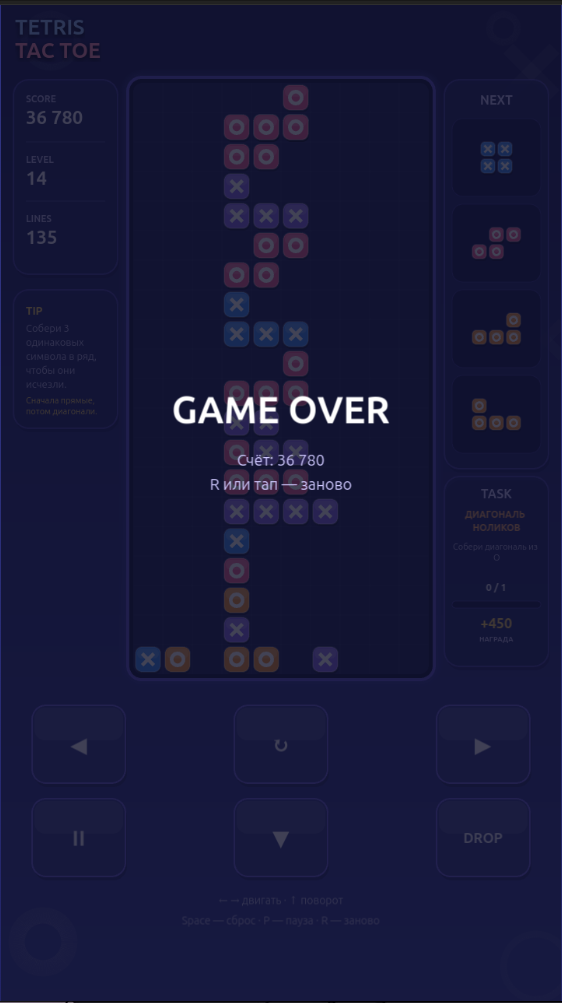 TETRIS
TAC TOE
SCORE
36 780
LEVEL
14
LINES
135
TIP
Собери 3
одинаковых
символа в ряд,
чтобы они
исчезли.
Сначала прямые,
потом диагонали.
NEXT
GAME OVER
Счёт: 36 780
R или тап — заново
TASK
ДИАГОНАЛЬ
НОЛИКОВ
Собери диагональ из
O
0 / 1
+450
НАГРАДА
DROP
← → двигать · ↑ поворот
Space — сброс · P — пауза · R — заново